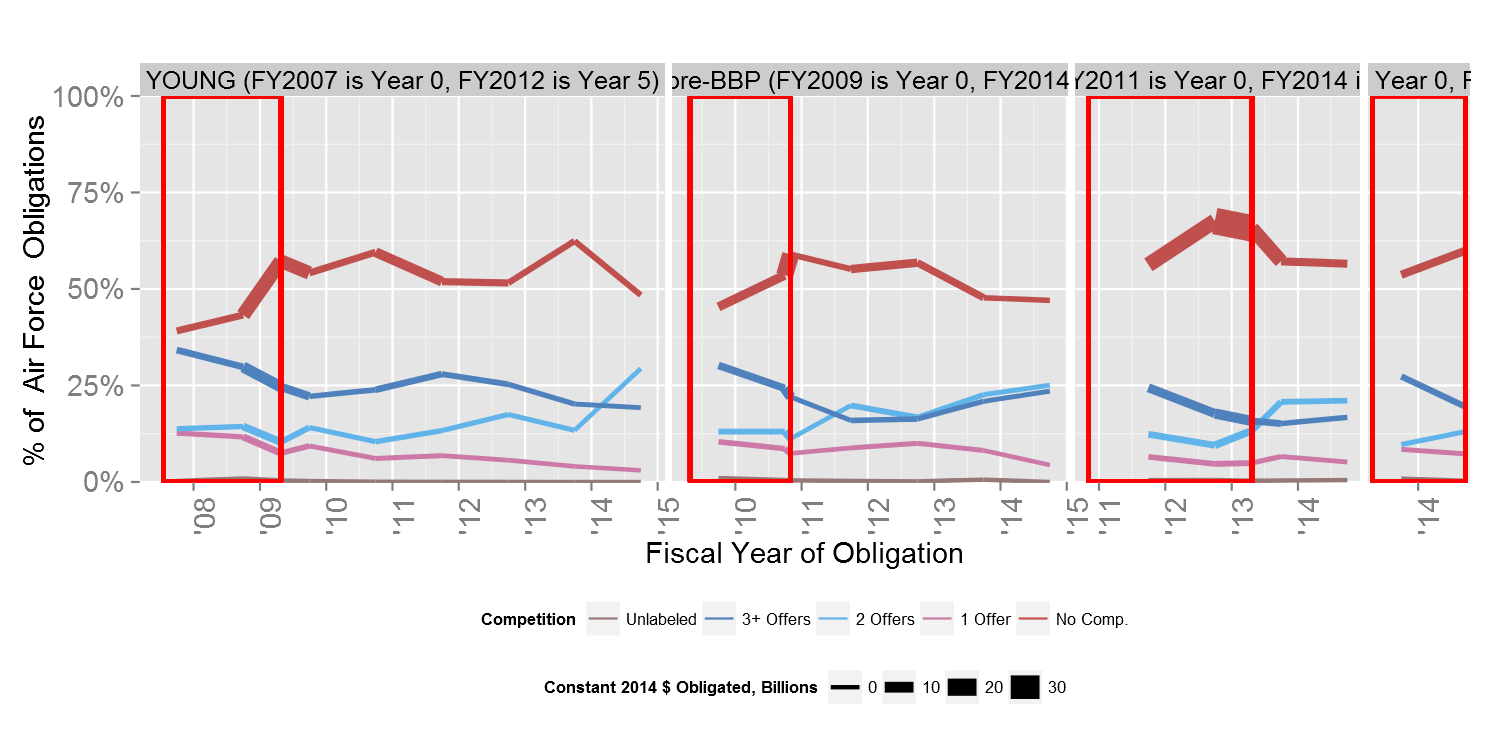 YOUNG (FY2007 is Year 0, FY2012 is Year 5)
pre-BBP (FY2009 is Year 0, FY2014
Y2011 is Year 0, FY2014 i
Year 0, F
% of Air Force Obligations
100%
75%
50%
25%
0%
'08 '09 '10 '11 '12 '13 '14 '15
'10 '11 '12 '13 '14 '15
'11 '12 '13 '14
'14
Fiscal Year of Obligation
Competition Unlabeled 3+ Offers 2 Offers 1 Offer No Comp.
Constant 2014 $ Obligated, Billions 0 10 20 30